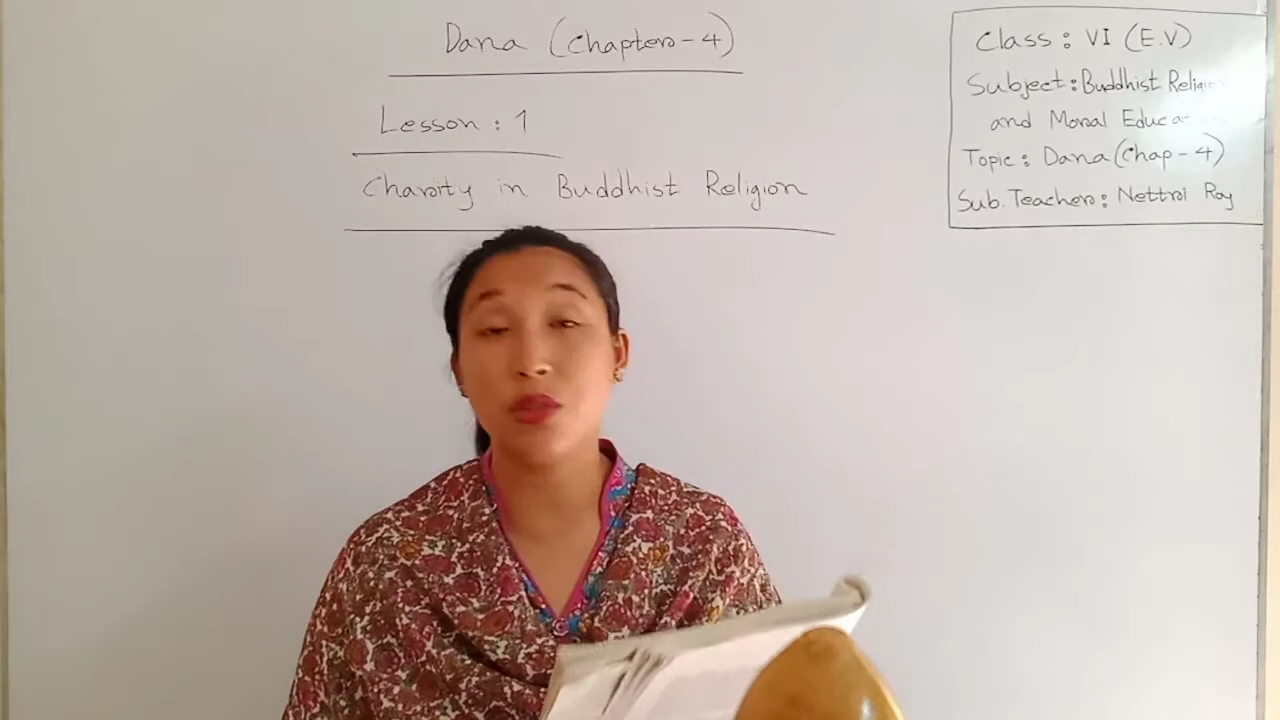 Dana (Chapter-4)
Lesson : 1
Charity in Buddhist Religion
Class : VI (E.V)
Subject : Buddhist
and Moral
Topic : Dana (Chap-4)
Sub. Teacher : Roy